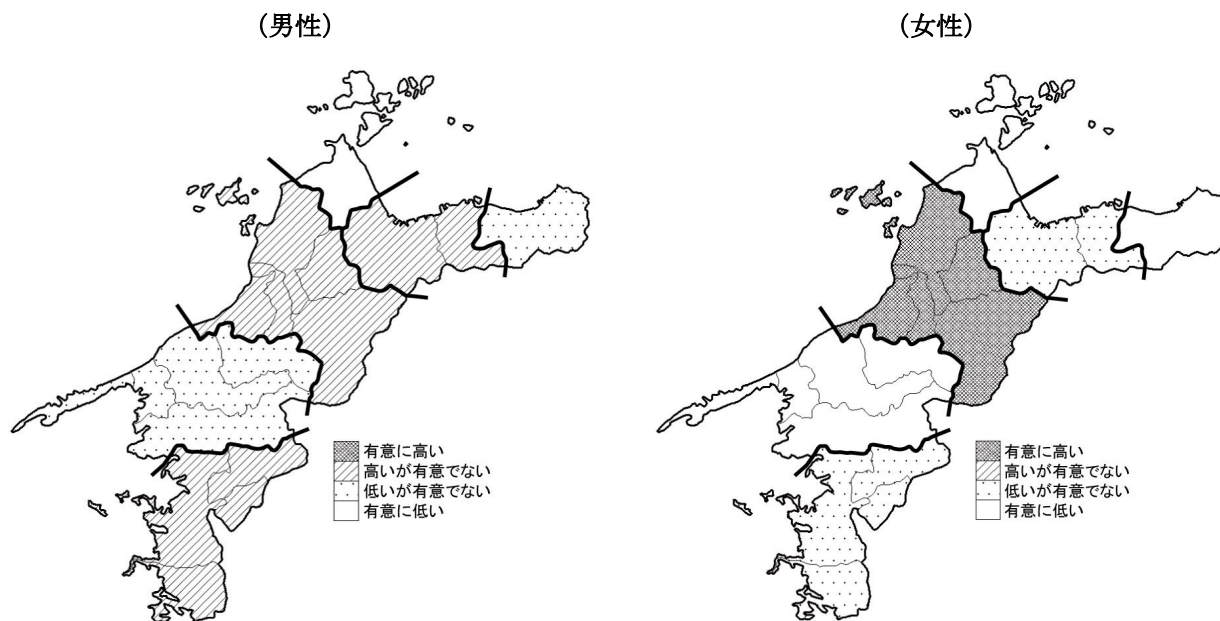 (男性)
有意に高い
高いが有意でない
低いが有意でない
有意に低い
(女性)
有意に高い
高いが有意でない
低いが有意でない
有意に低い